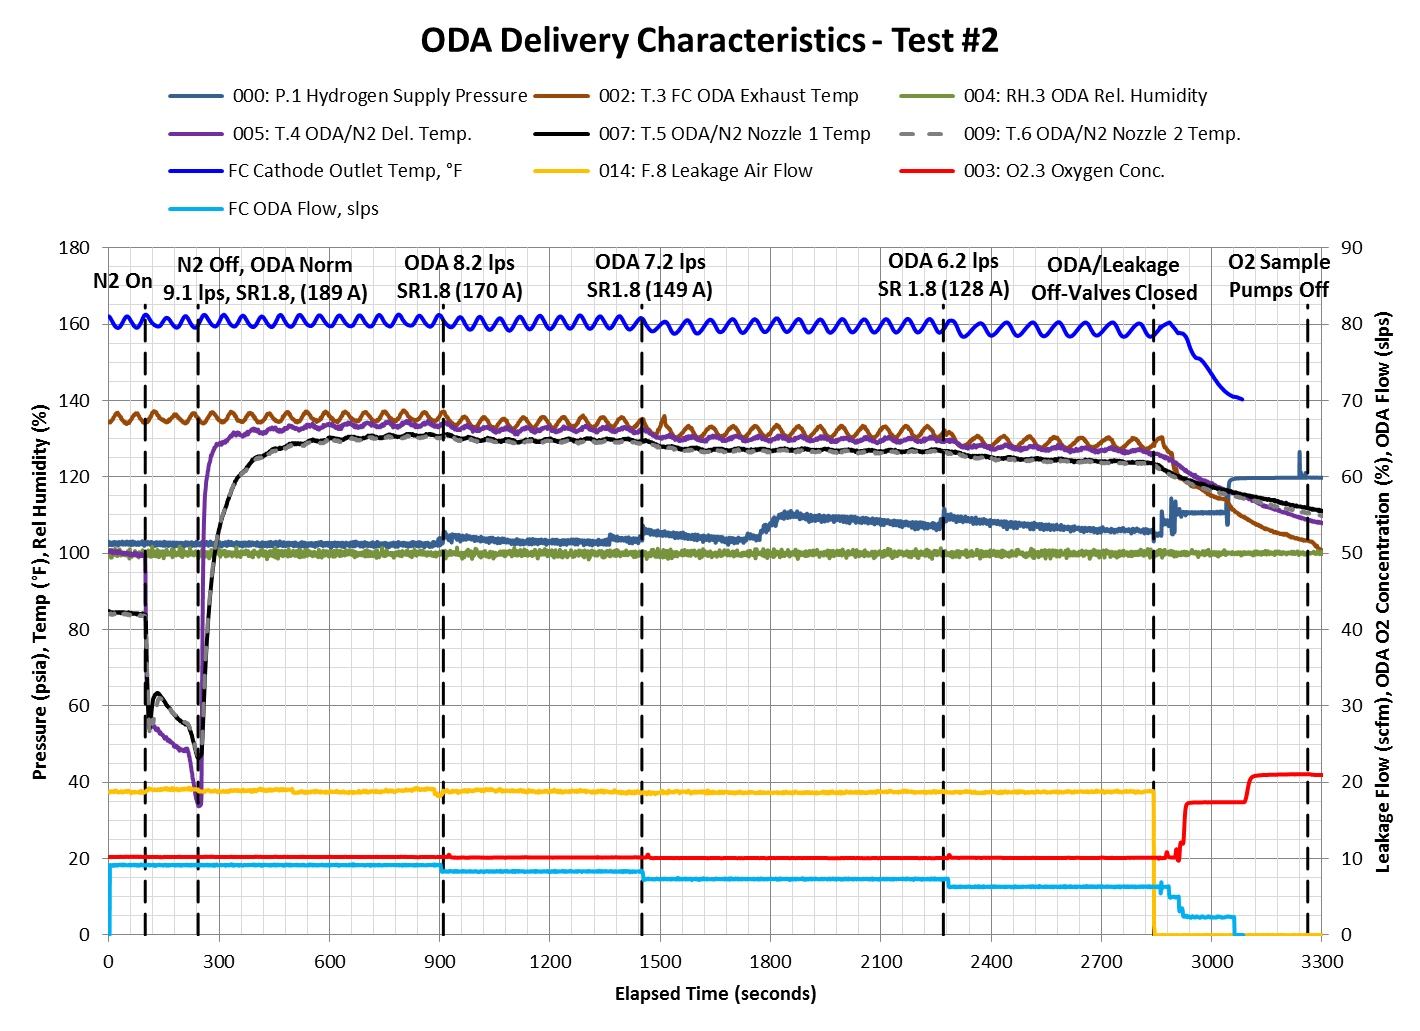 ODA Delivery Characteristics - Test #2
000: P.1 Hydrogen Supply Pressure
002: T.3 FC ODA Exhaust Temp
004: RH.3 ODA Rel. Humidity
005: T.4 ODA/N2 Del. Temp.
007: T.5 ODA/N2 Nozzle 1 Temp
009: T.6 ODA/N2 Nozzle 2 Temp.
FC Cathode Outlet Temp, °F
014: F.8 Leakage Air Flow
003: O2.3 Oxygen Conc.
FC ODA Flow, slps
N2 On
N2 Off, ODA Norm
9.1 lps, SR1.8, (189 A)
ODA 8.2 lps
SR1.8 (170 A)
ODA 7.2 lps
SR1.8 (149 A)
ODA 6.2 lps
SR 1.8 (128 A)
ODA/Leakage
Off-Valves Closed
O2 Sample
Pumps Off
Pressure (psia), Temp (°F), Rel Humidity (%)
180
160
140
120
100
80
60
40
20
0
90
80
70
60
50
40
30
20
10
0
Leakage Flow (scfm), ODA O2 Concentration (%), ODA Flow (slps)
0 300 600 900 1200 1500 1800 2100 2400 2700 3000 3300
Elapsed Time (seconds)